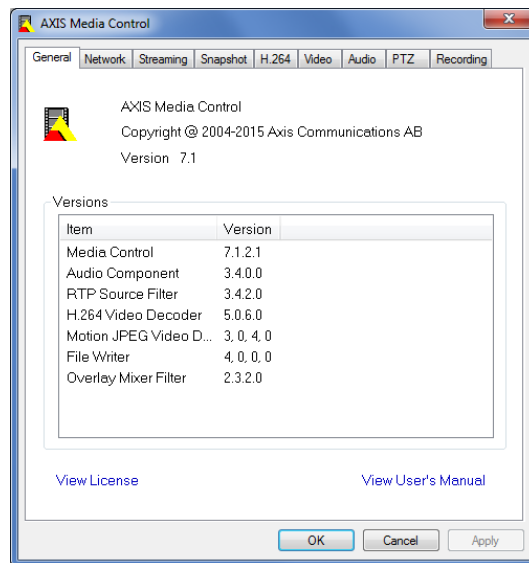 AXIS Media Control
General Network Streaming Snapshot H.264 Video Audio PTZ Recording
AXIS Media Control
Copyright @ 2004-2015 Axis Communications AB
Version 7.1
Versions
Item Version
Media Control 7.1.2.1
Audio Component 3.4.0.0
RTP Source Filter 3.4.2.0
H.264 Video Decoder 5.0.6.0
Motion JPEG Video D... 3, 0, 4, 0
File Writer 4, 0, 0, 0
Overlay Mixer Filter 2.3.2.0
View License View User's Manual
OK Cancel Apply